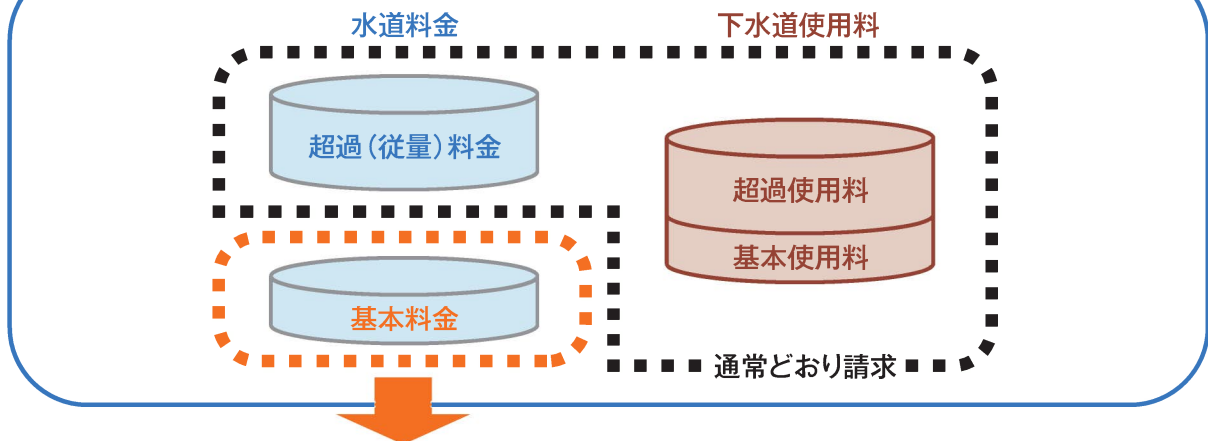 水道料金
下水道使用料
超過(従量)料金
超過使用料
基本使用料
基本料金
通常どおり請求